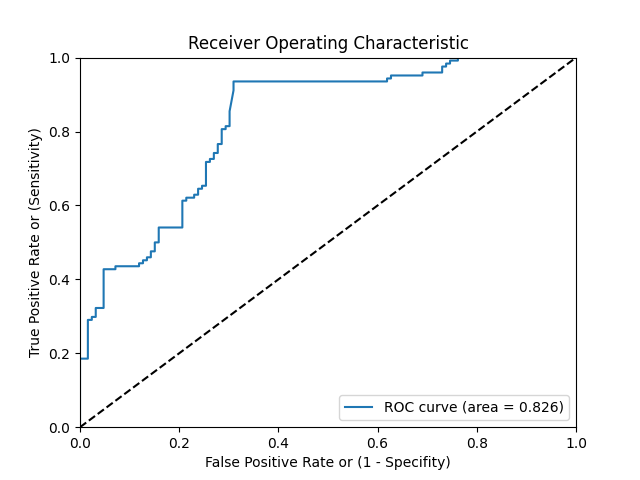 Receiver Operating Characteristic
True Positive Rate or (Sensitivity)
1.0
0.8
0.6
0.4
0.2
0.0
ROC curve (area = 0.826)
0.0 0.2 0.4 0.6 0.8 1.0
False Positive Rate or (1 - Specifity)